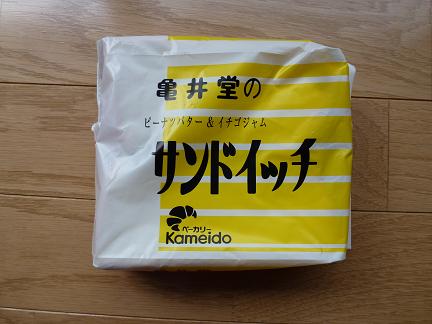 亀井堂の
ピーナツバター & イチゴジャム
サンドイッチ
ベーカリー
Kameido